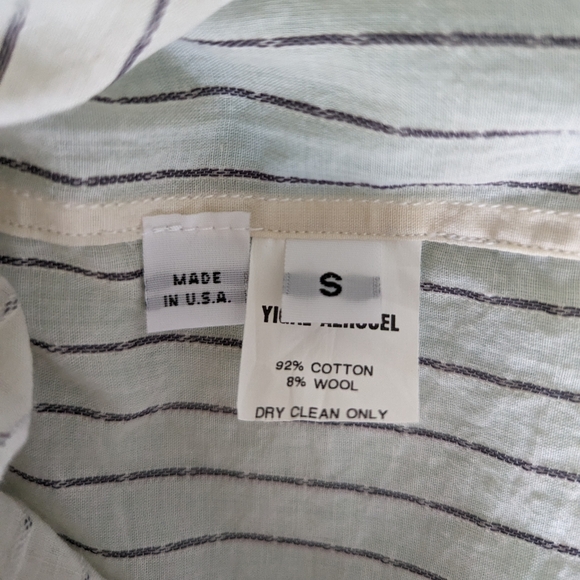 MADE
IN U.S.A.
S
92% COTTON
8% WOOL
DRY CLEAN ONLY